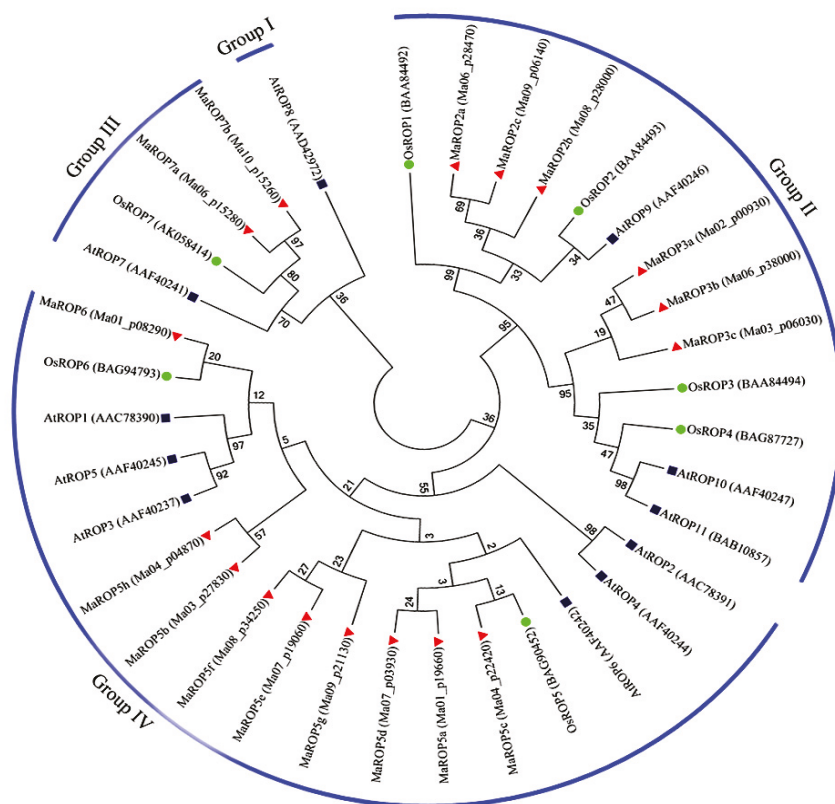 Group I
Group II
Group III
Group IV
AtROP8 (AAD42972)
OsROP1 (BAA84492)
MaROP2a (Ma06_p28470)
MaROP2c (Ma09_p06140)
MaROP2b (Ma08_p28000)
OsROP2 (BAA84493)
AtROP9 (AAF40246)
MaROP3a (Ma02_p00930)
MaROP3b (Ma06_p38000)
MaROP3c (Ma03_p06030)
OsROP3 (BAA84494)
OsROP4 (BAG87727)
AtROP10 (AAF40247)
AtROP11 (BAB10857)
AtROP2 (AAC78391)
AtROP4 (AAF40244)
AtROP6 (AAF40242)
OsROP5 (BAG90452)
MaROP5c (Ma04_p22420)
MaROP5a (Ma01_p19660)
MaROP5d (Ma07_p03930)
MaROP5g (Ma09_p21130)
MaROP5e (Ma07_p19060)
MaROP5f (Ma08_p34250)
MaROP5b (Ma03_p27830)
MaROP5h (Ma04_p04870)
AtROP3 (AAF40237)
AtROP5 (AAF40245)
AtROP1 (AAC78390)
OsROP6 (BAG94793)
MaROP6 (Ma01_p08290)
AtROP7 (AAF40241)
OsROP7 (AK058414)
MaROP7a (Ma06_p15280)
MaROP7b (Ma10_p15260)
97
80
70
36
99
69
36
33
34
95
47
19
95
35
47
98
36
55
98
21
5
12
20
97
92
57
3
23
27
2
3
24
13